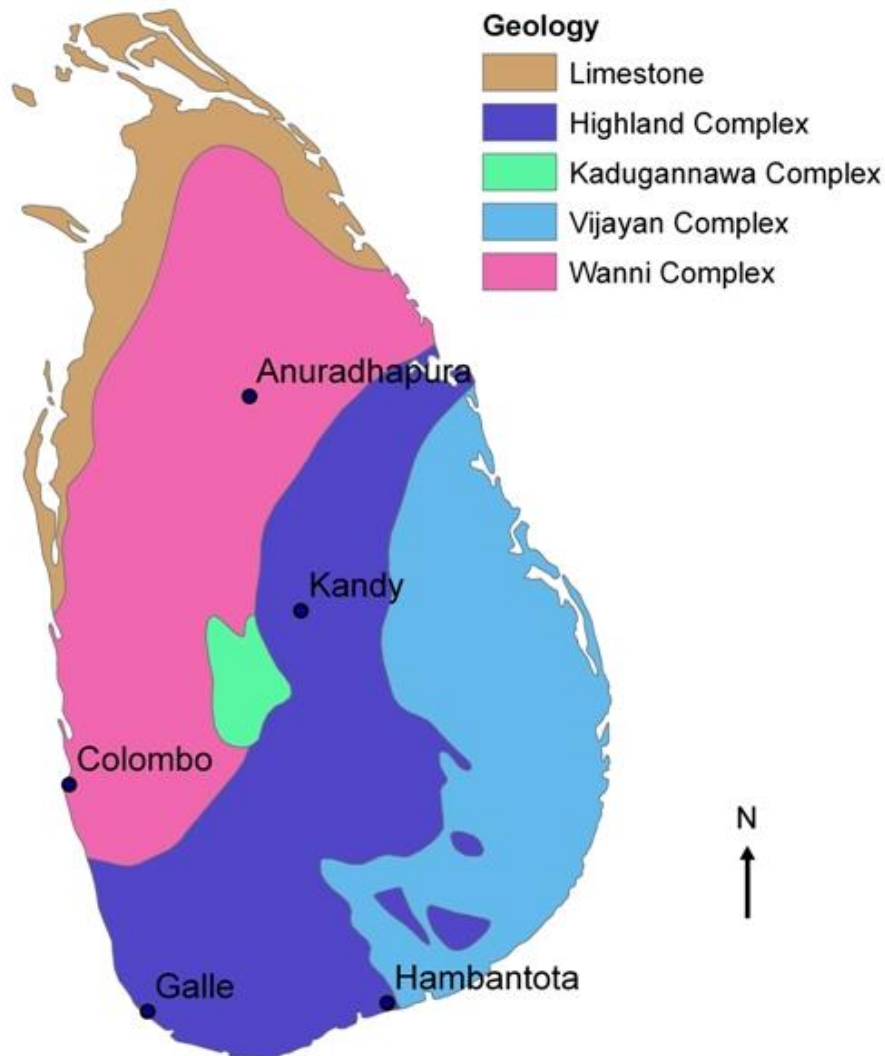 Geology
Limestone
Highland Complex
Kadugannawa Complex
Vijayan Complex
Wanni Complex
Anuradhapura
Kandy
Colombo
N
Galle
Hambantota